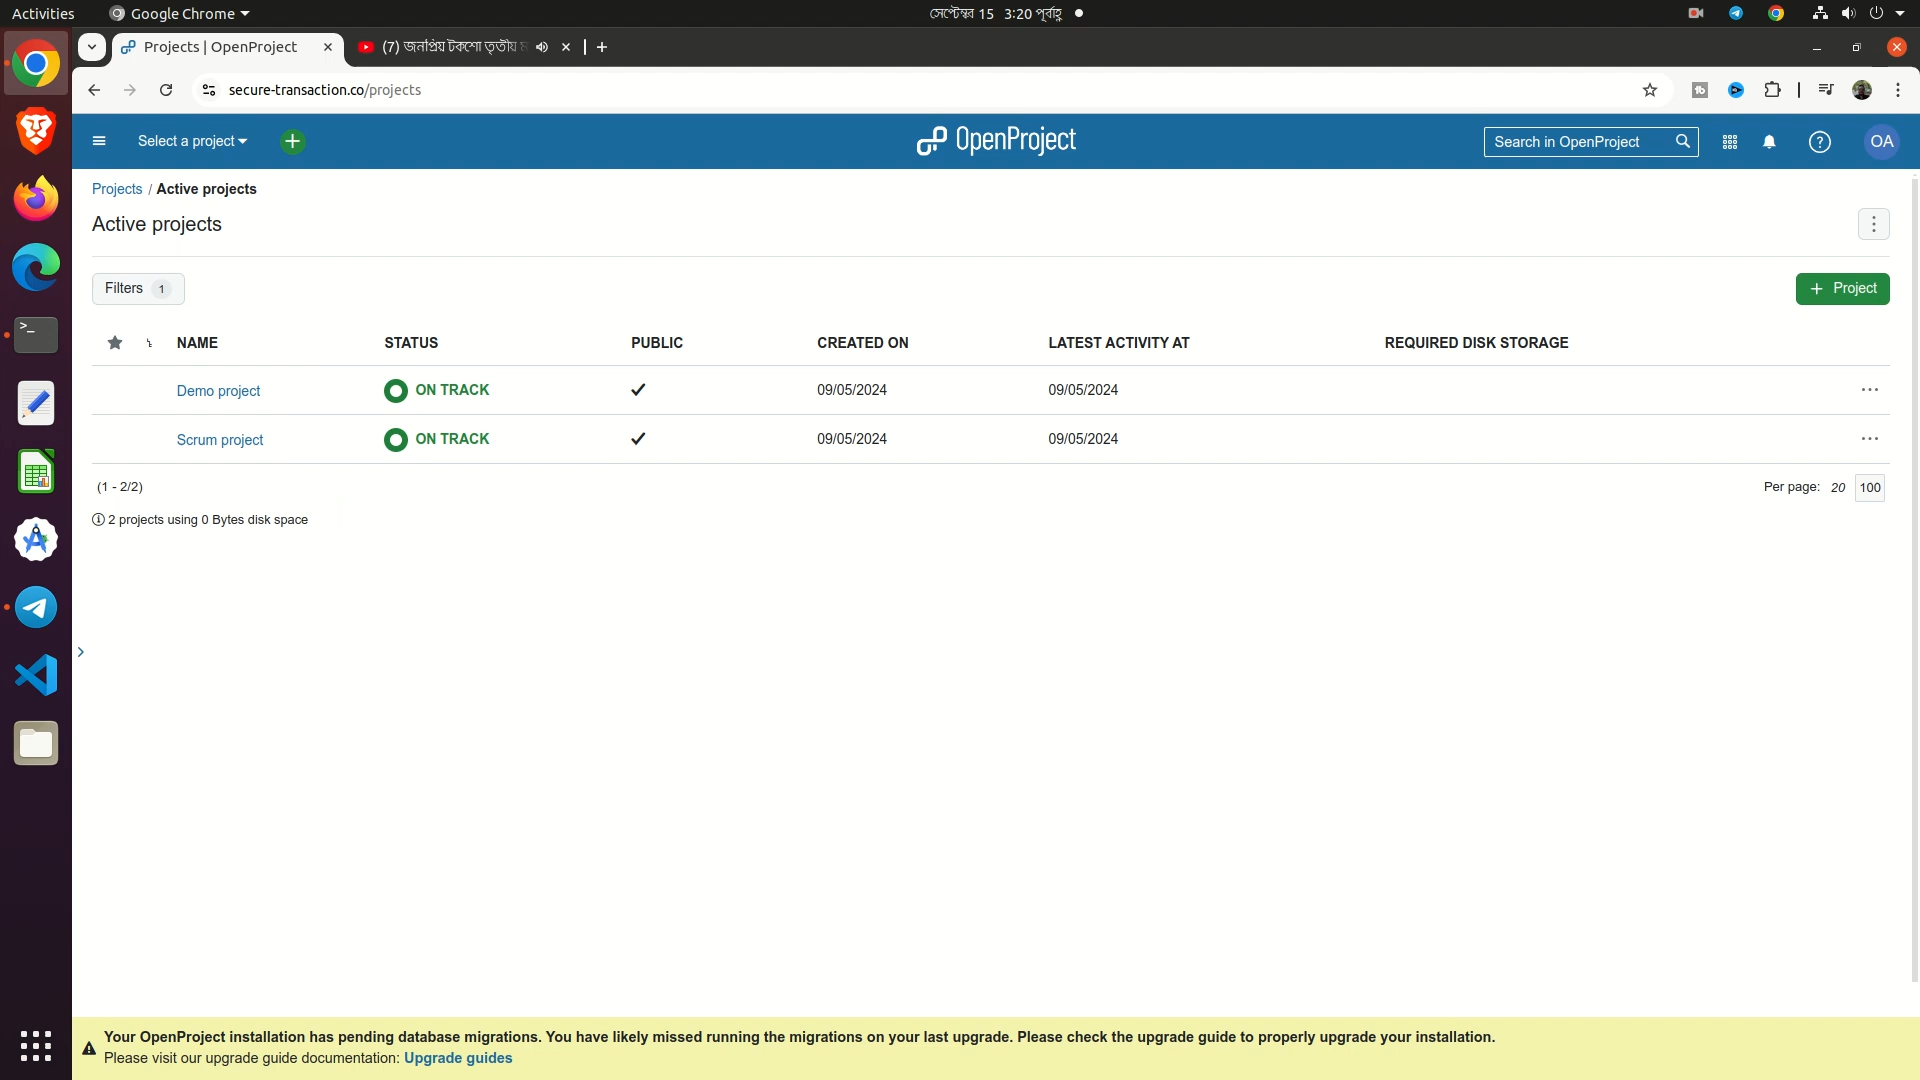 Activities
Google Chrome
সেপ্টেম্বর 15 3:20 পূর্বাহ্ণ
Projects | OpenProject
(7) জনপ্রিয় টকশো তৃতীয়
secure-transaction.co/projects
Select a project
OpenProject
Search in OpenProject
OA
Projects / Active projects
Active projects
Filters 1
+ Project
NAME STATUS PUBLIC CREATED ON LATEST ACTIVITY AT REQUIRED DISK STORAGE
Demo project ON TRACK 09/05/2024 09/05/2024
Scrum project ON TRACK 09/05/2024 09/05/2024
(1 - 2/2)
Per page: 20 100
2 projects using 0 Bytes disk space
Your OpenProject installation has pending database migrations. You have likely missed running the migrations on your last upgrade. Please check the upgrade guide to properly upgrade your installation.
Please visit our upgrade guide documentation: Upgrade guides